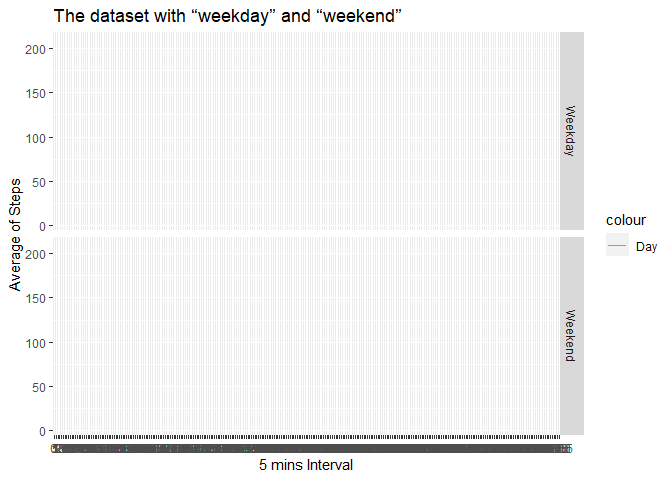 The dataset with “weekday” and “weekend”
Average of Steps
200
150
100
50
0
Weekday
200
150
100
50
0
Weekend
5 mins Interval
colour
Day